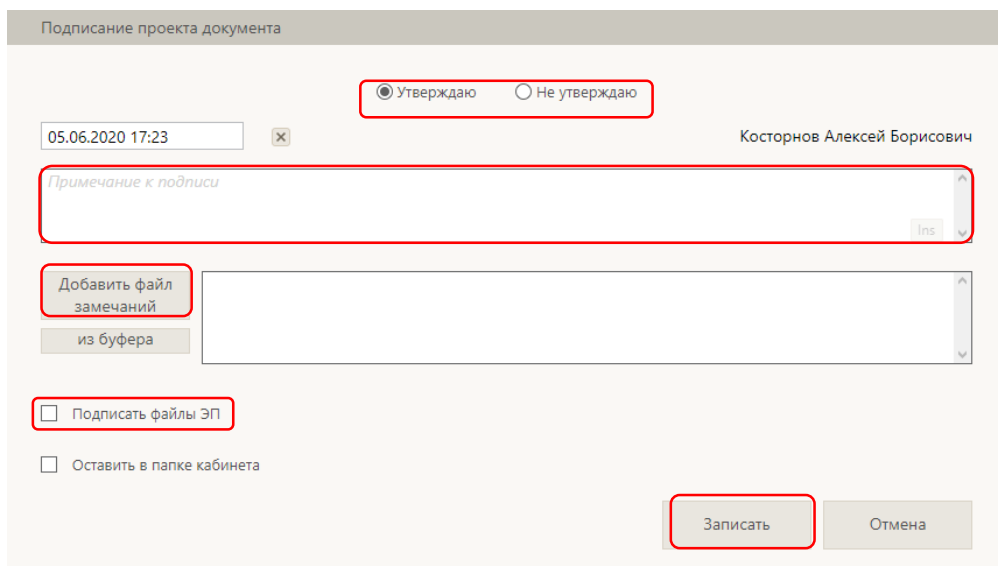 Подписание проекта документа
Утверждаю Не утверждаю
05.06.2020 17:23 Косторнов Алексей Борисович
Примечание к подписи
Ins
Добавить файл
замечаний
из буфера
Подписать файлы ЭП
Оставить в папке кабинета
Записать Отмена